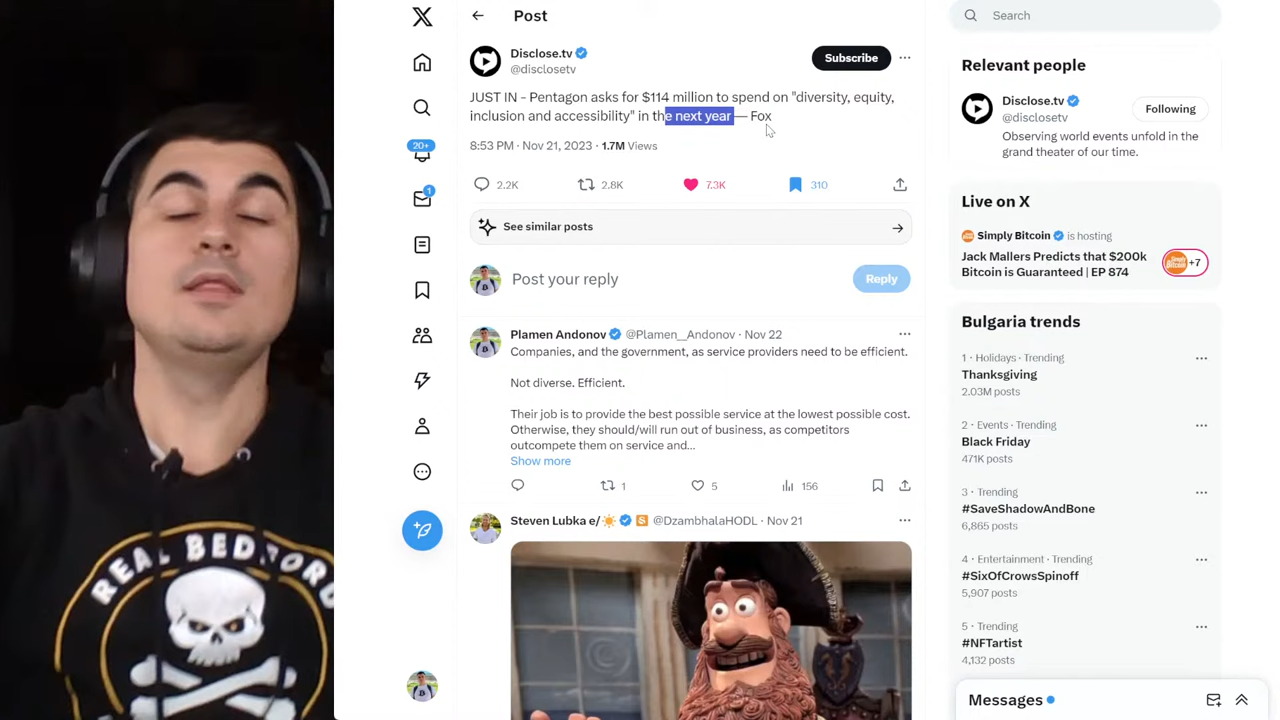 REAL BEDFORD
Post
Disclose.tv
@disclosetv
Subscribe
JUST IN - Pentagon asks for $114 million to spend on "diversity, equity,
inclusion and accessibility" in the next year — Fox
8:53 PM · Nov 21, 2023 · 1.7M Views
2.2K
2.8K
7.3K
310
See similar posts
Post your reply
Reply
Plamen Andonov @Plamen__Andonov · Nov 22
Companies, and the government, as service providers need to be efficient.
Not diverse. Efficient.
Their job is to provide the best possible service at the lowest possible cost.
Otherwise, they should/will run out of business, as competitors
outcompete them on service and...
Show more
1
5
156
Steven Lubka e/☀️ S @DzambhalaHODL · Nov 21
20+
1
Search
Relevant people
Disclose.tv
@disclosetv
Following
Observing world events unfold in the
grand theater of our time.
Live on X
Simply Bitcoin is hosting
Jack Mallers Predicts that $200k
Bitcoin is Guaranteed | EP 874
+7
Bulgaria trends
1 · Holidays · Trending
Thanksgiving
2.03M posts
2 · Events · Trending
Black Friday
471K posts
3 · Trending
#SaveShadowAndBone
6,865 posts
4 · Entertainment · Trending
#SixOfCrowsSpinoff
5,907 posts
5 · Trending
#NFTartist
4,132 posts
Messages